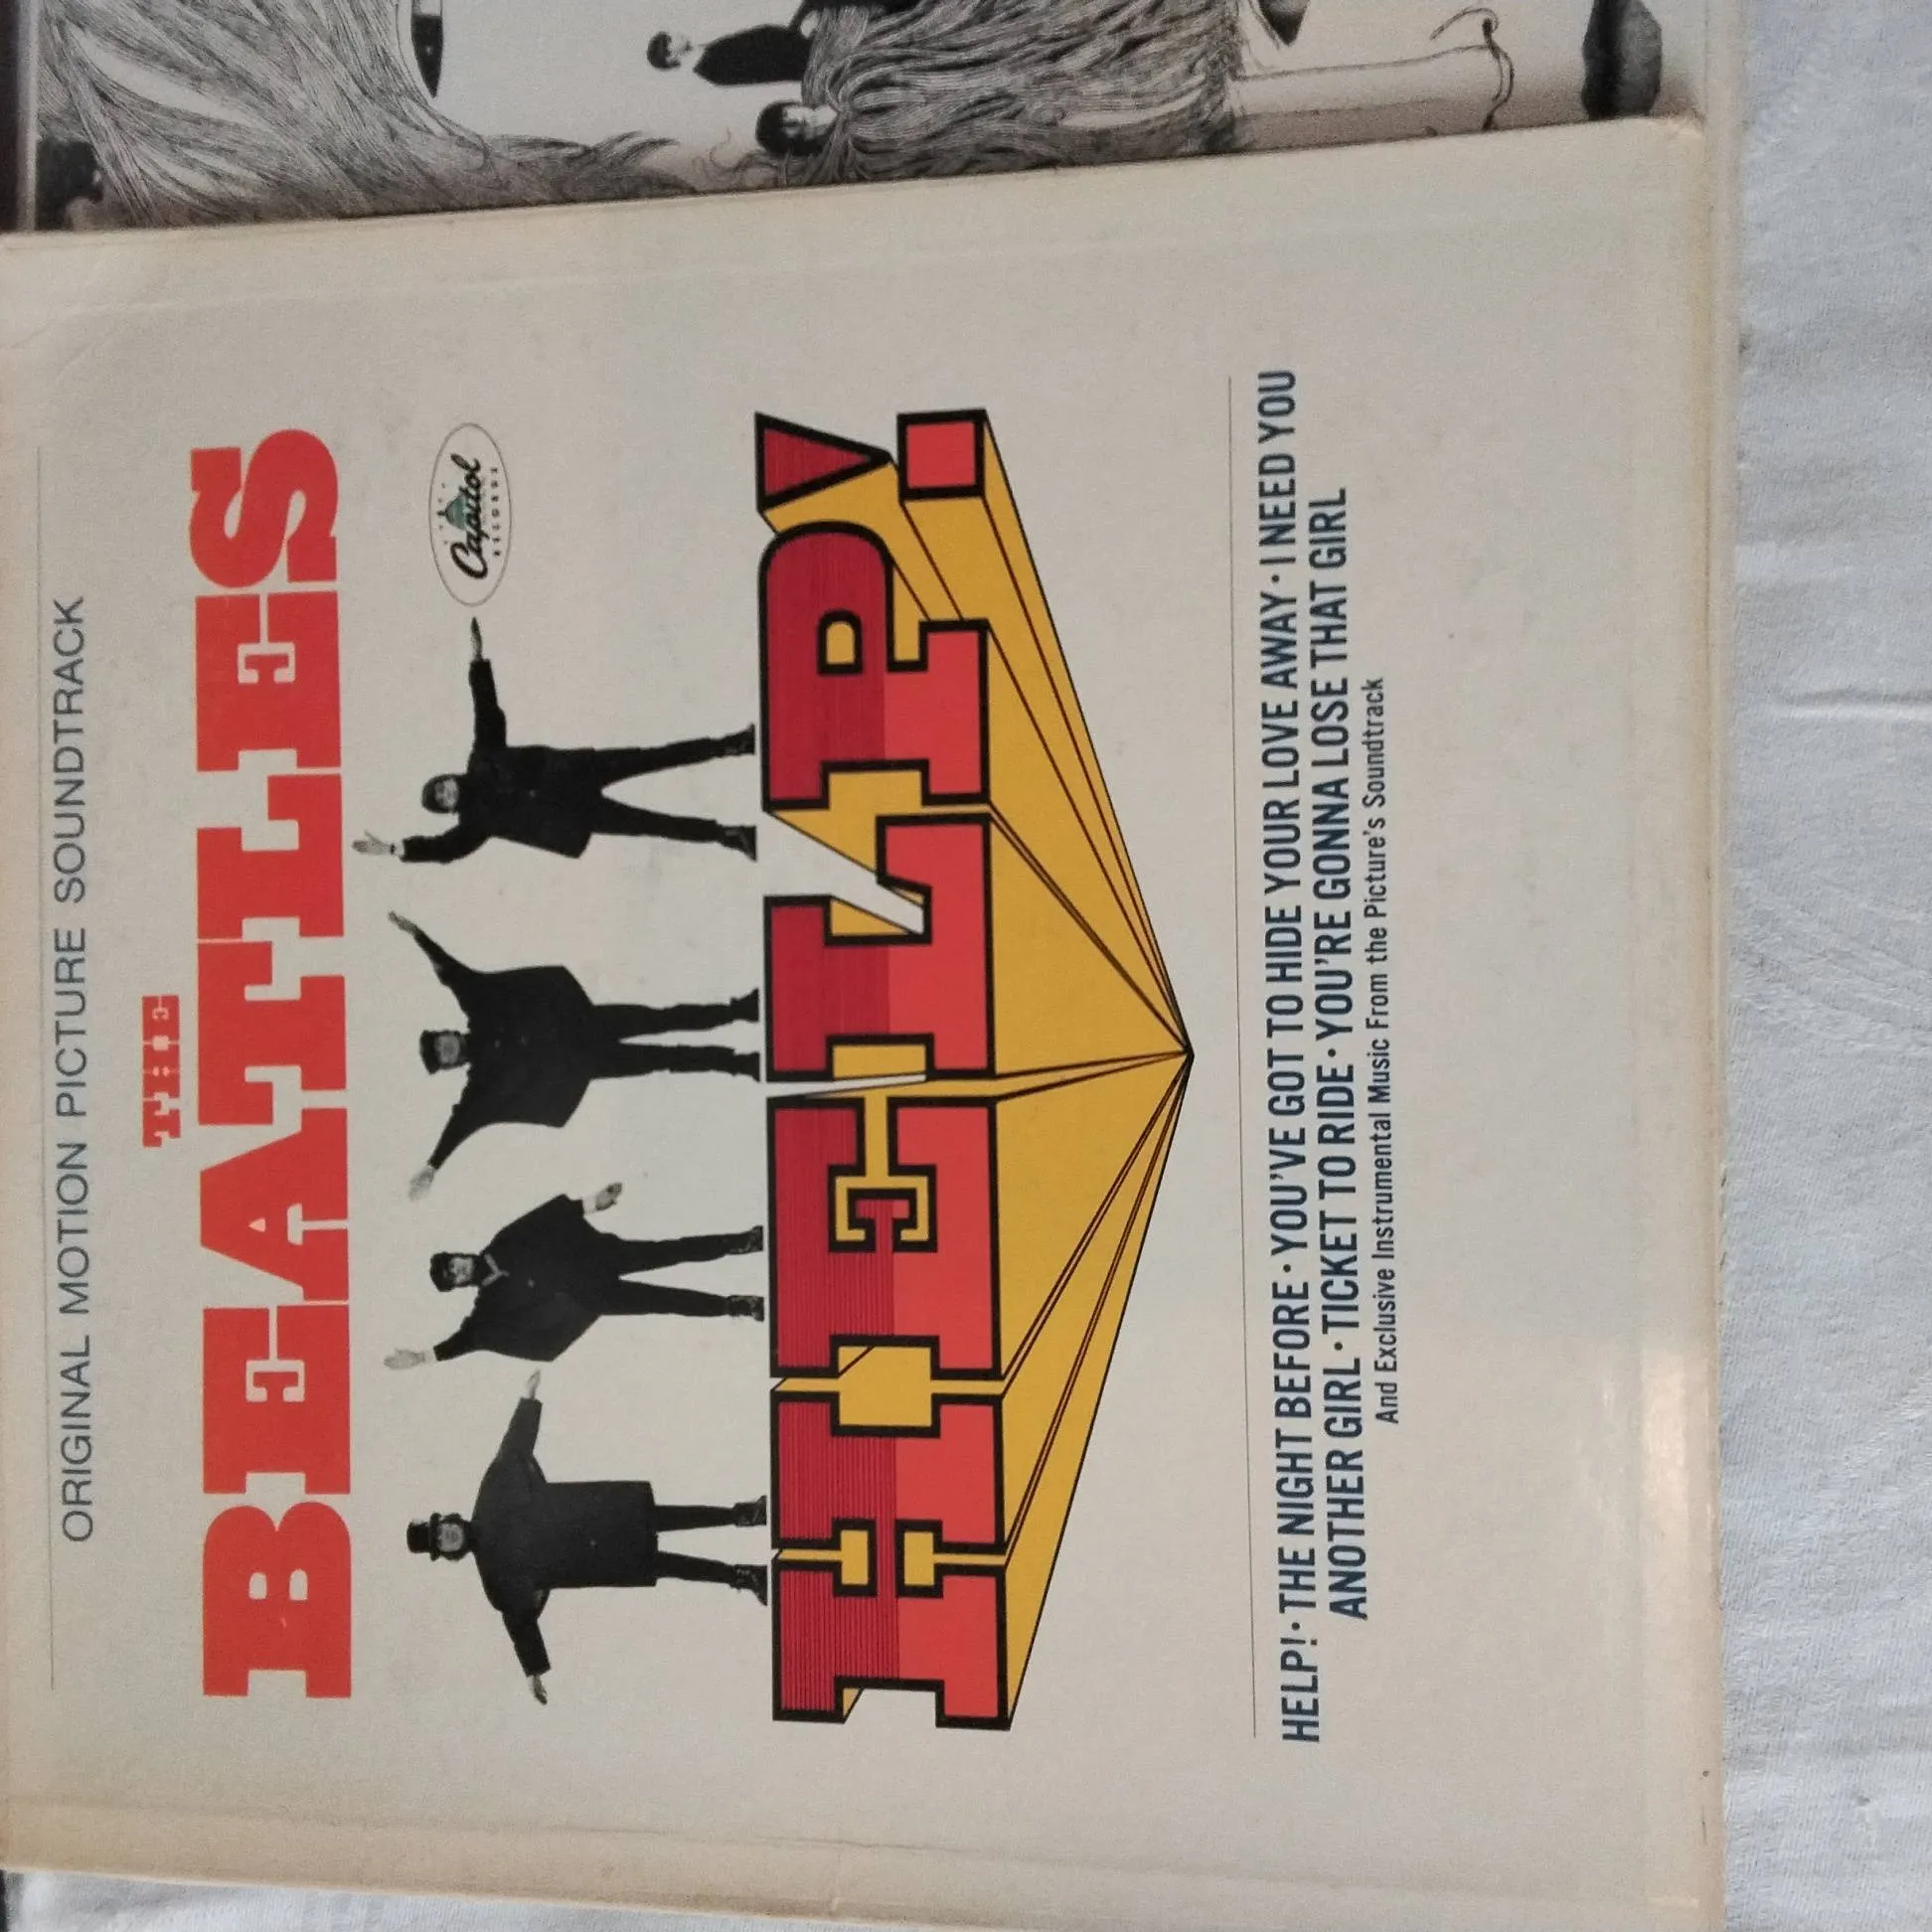 ORIGINAL MOTION PICTURE SOUNDTRACK
THE
BEATLES
Capitol
RECORDS
HELP!
HELP! · THE NIGHT BEFORE · YOU'VE GOT TO HIDE YOUR LOVE AWAY · I NEED YOU
ANOTHER GIRL · TICKET TO RIDE · YOU'RE GONNA LOSE THAT GIRL
And Exclusive Instrumental Music From the Picture's Soundtrack